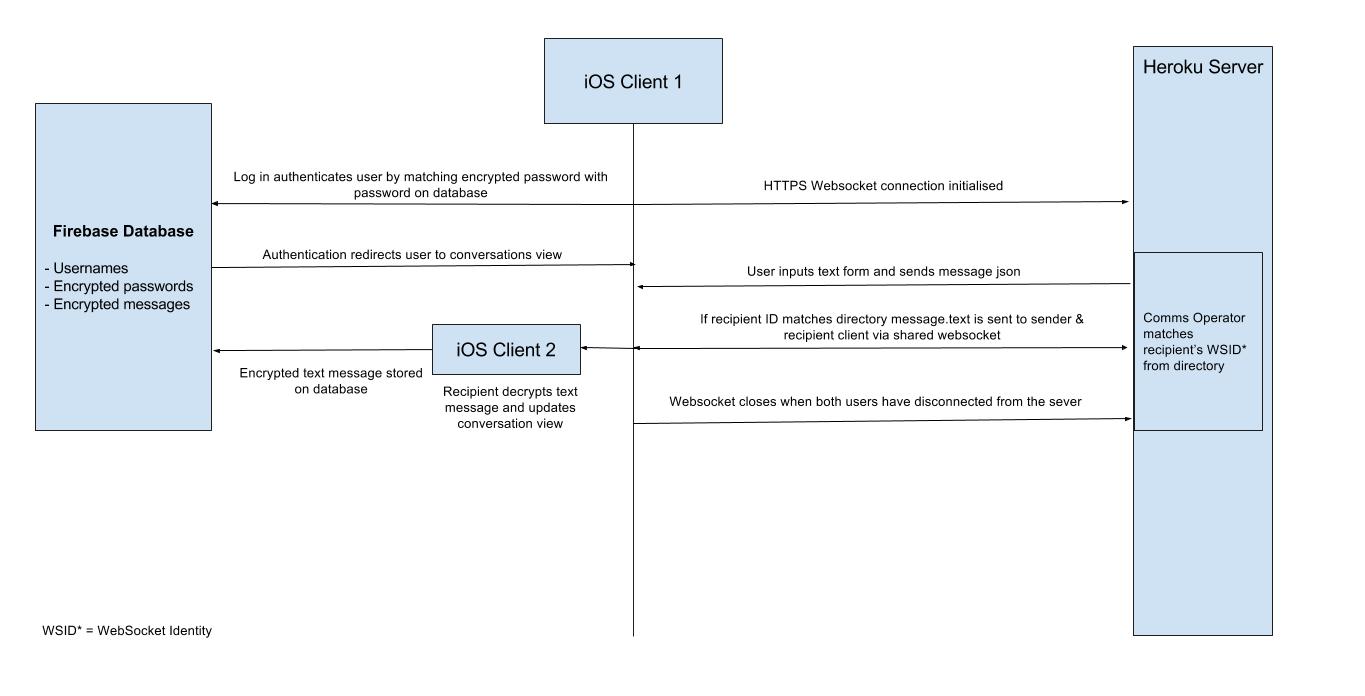 iOS Client 1
Heroku Server
Log in authenticates user by matching encrypted password with
password on database
HTTPS Websocket connection initialised
Firebase Database
- Usernames
- Encrypted passwords
- Encrypted messages
Authentication redirects user to conversations view
User inputs text form and sends message json
If recipient ID matches directory message.text is sent to sender &
recipient client via shared websocket
Comms Operator
matches
recipient's WSID*
from directory
iOS Client 2
Encrypted text message stored
on database
Recipient decrypts text
message and updates
conversation view
Websocket closes when both users have disconnected from the sever
WSID* = WebSocket Identity